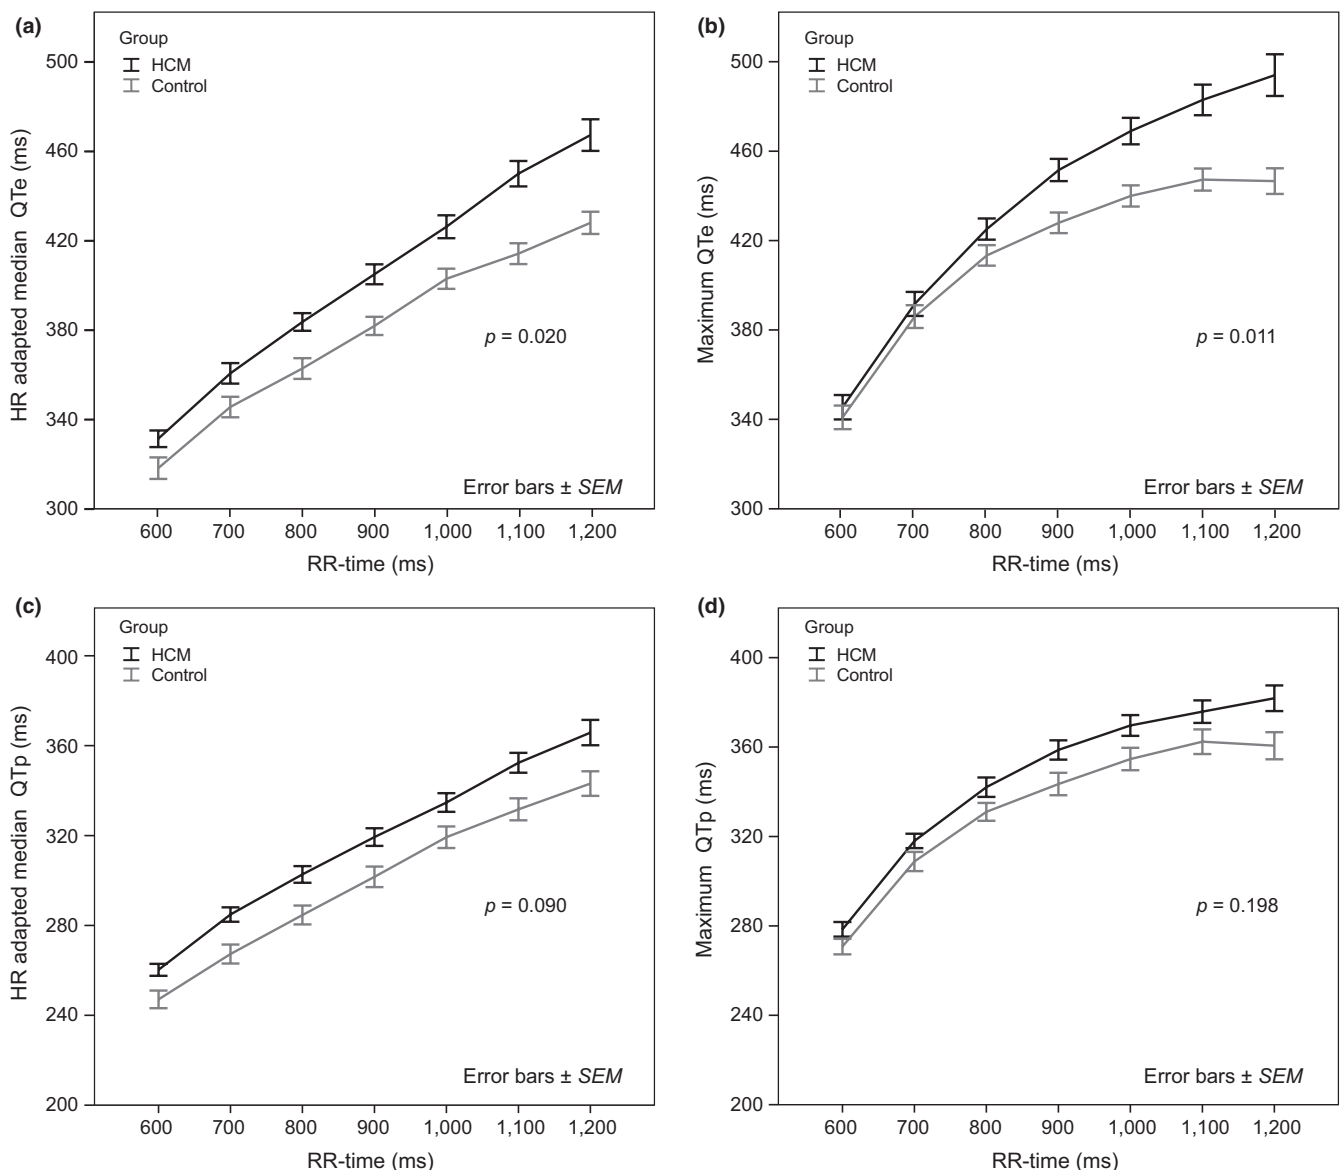 (a)
Group
HCM
Control
HR adapted median QTe (ms)
500
460
420
380
340
300
p = 0.020
Error bars ± SEM
600 700 800 900 1,000 1,100 1,200
RR-time (ms)
(b)
Group
HCM
Control
Maximum QTe (ms)
500
460
420
380
340
300
p = 0.011
Error bars ± SEM
600 700 800 900 1,000 1,100 1,200
RR-time (ms)
(c)
Group
HCM
Control
HR adapted median QTp (ms)
400
360
320
280
240
200
p = 0.090
Error bars ± SEM
600 700 800 900 1,000 1,100 1,200
RR-time (ms)
(d)
Group
HCM
Control
Maximum QTp (ms)
400
360
320
280
240
200
p = 0.198
Error bars ± SEM
600 700 800 900 1,000 1,100 1,200
RR-time (ms)